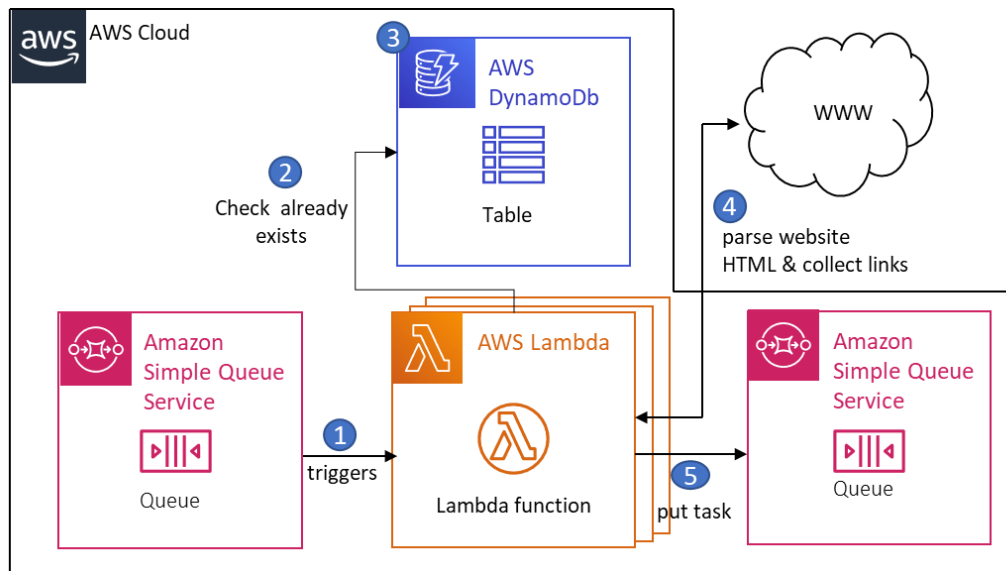 aws
AWS Cloud
3
AWS
DynamoDb
Table
WWW
2
Check already
exists
4
parse website
HTML & collect links
Amazon
Simple Queue
Service
Queue
1
triggers
AWS Lambda
Lambda function
5
put task
Amazon
Simple Queue
Service
Queue